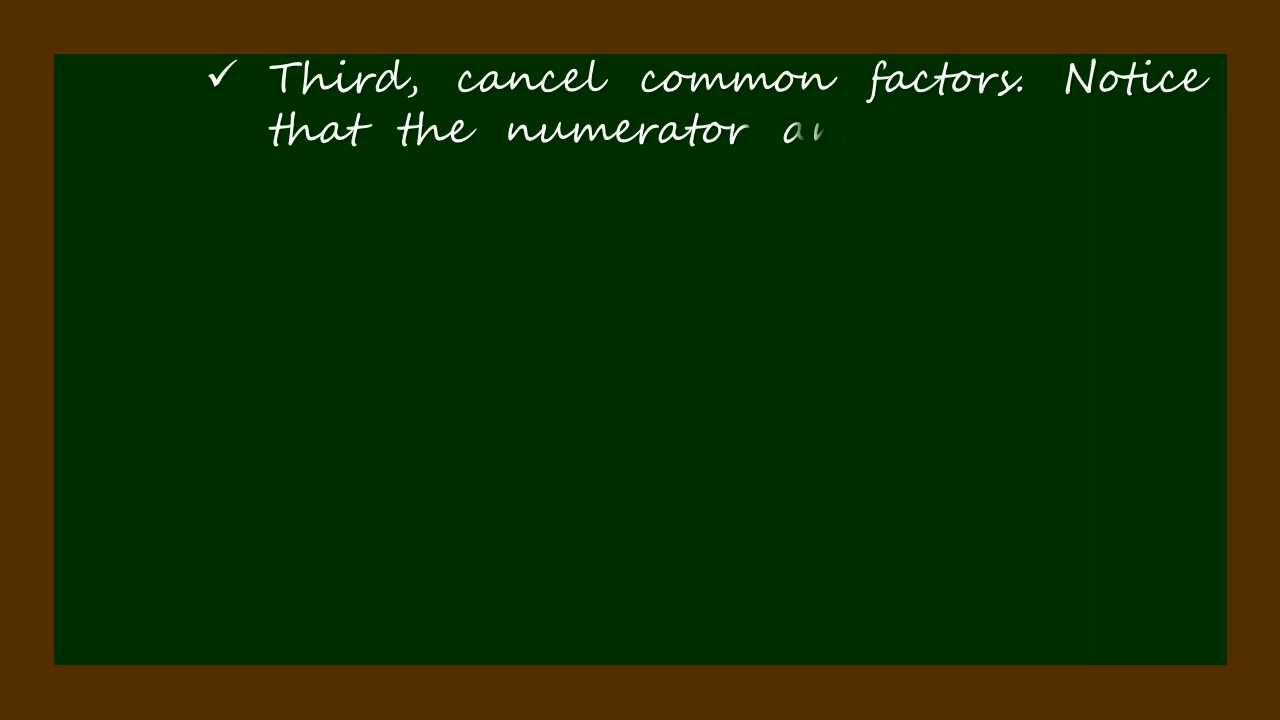 ✓ Third, cancel common factors. Notice
that the numerator